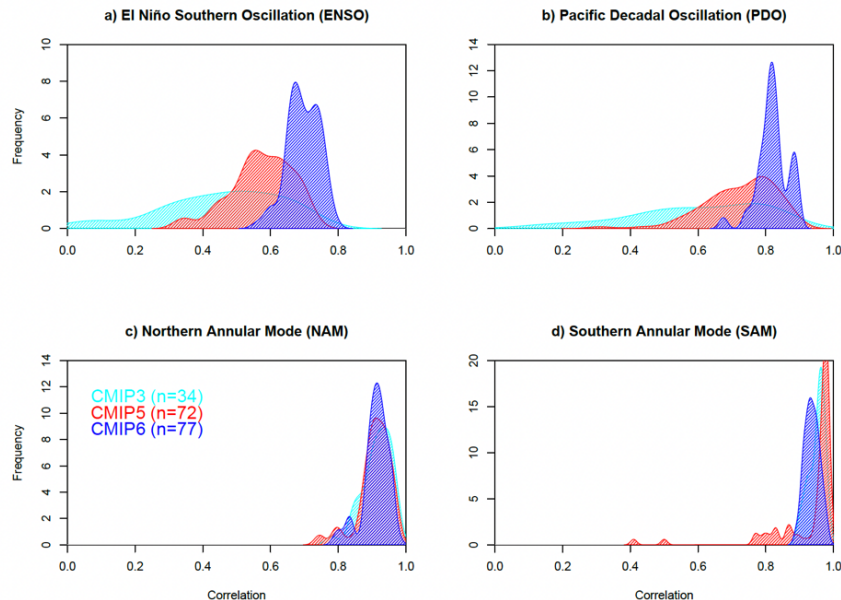 a) El Niño Southern Oscillation (ENSO)
Frequency
10
8
6
4
2
0
0.0 0.2 0.4 0.6 0.8 1.0
b) Pacific Decadal Oscillation (PDO)
14
12
10
8
6
4
2
0
0.0 0.2 0.4 0.6 0.8 1.0
c) Northern Annular Mode (NAM)
Frequency
14
12
10
8
6
4
2
0
CMIP3 (n=34)
CMIP5 (n=72)
CMIP6 (n=77)
0.0 0.2 0.4 0.6 0.8 1.0
Correlation
d) Southern Annular Mode (SAM)
20
15
10
5
0
0.0 0.2 0.4 0.6 0.8 1.0
Correlation